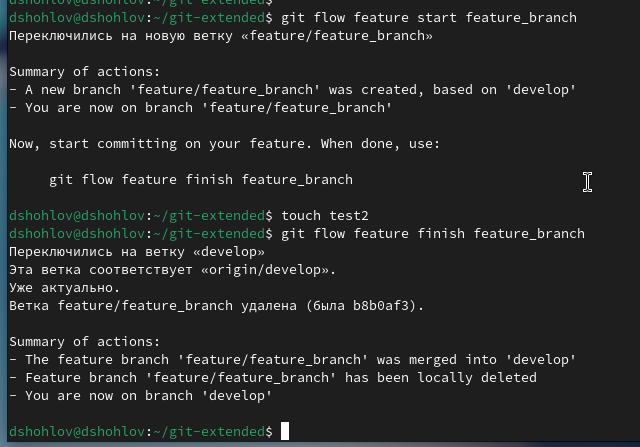 dshohlov@dshohlov:~/git-extended$
dshohlov@dshohlov:~/git-extended$ git flow feature start feature_branch
Переключились на новую ветку «feature/feature_branch»
Summary of actions:
- A new branch 'feature/feature_branch' was created, based on 'develop'
- You are now on branch 'feature/feature_branch'
Now, start committing on your feature. When done, use:
git flow feature finish feature_branch
dshohlov@dshohlov:~/git-extended$ touch test2
dshohlov@dshohlov:~/git-extended$ git flow feature finish feature_branch
Переключились на ветку «develop»
Эта ветка соответствует «origin/develop».
Уже актуально.
Ветка feature/feature_branch удалена (была b8b0af3).
Summary of actions:
- The feature branch 'feature/feature_branch' was merged into 'develop'
- Feature branch 'feature/feature_branch' has been locally deleted
- You are now on branch 'develop'
dshohlov@dshohlov:~/git-extended$